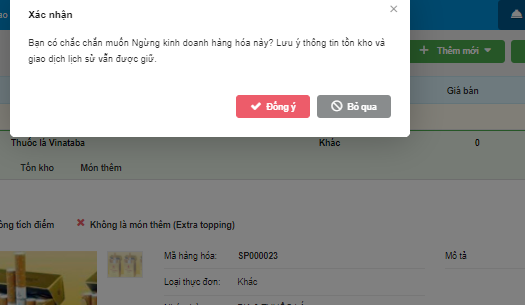 Xác nhận
×
Bạn có chắc chắn muốn Ngừng kinh doanh hàng hóa này? Lưu ý thông tin tồn kho và
giao dịch lịch sử vẫn được giữ.
Đồng ý Bỏ qua
+ Thêm mới
Giá bán
Thuốc lá Vinataba Khác 0
Tồn kho Món thêm
tích điểm Không là món thêm (Extra topping)
Mã hàng hóa: SP000023 Mô tả
Loại thực đơn: Khác